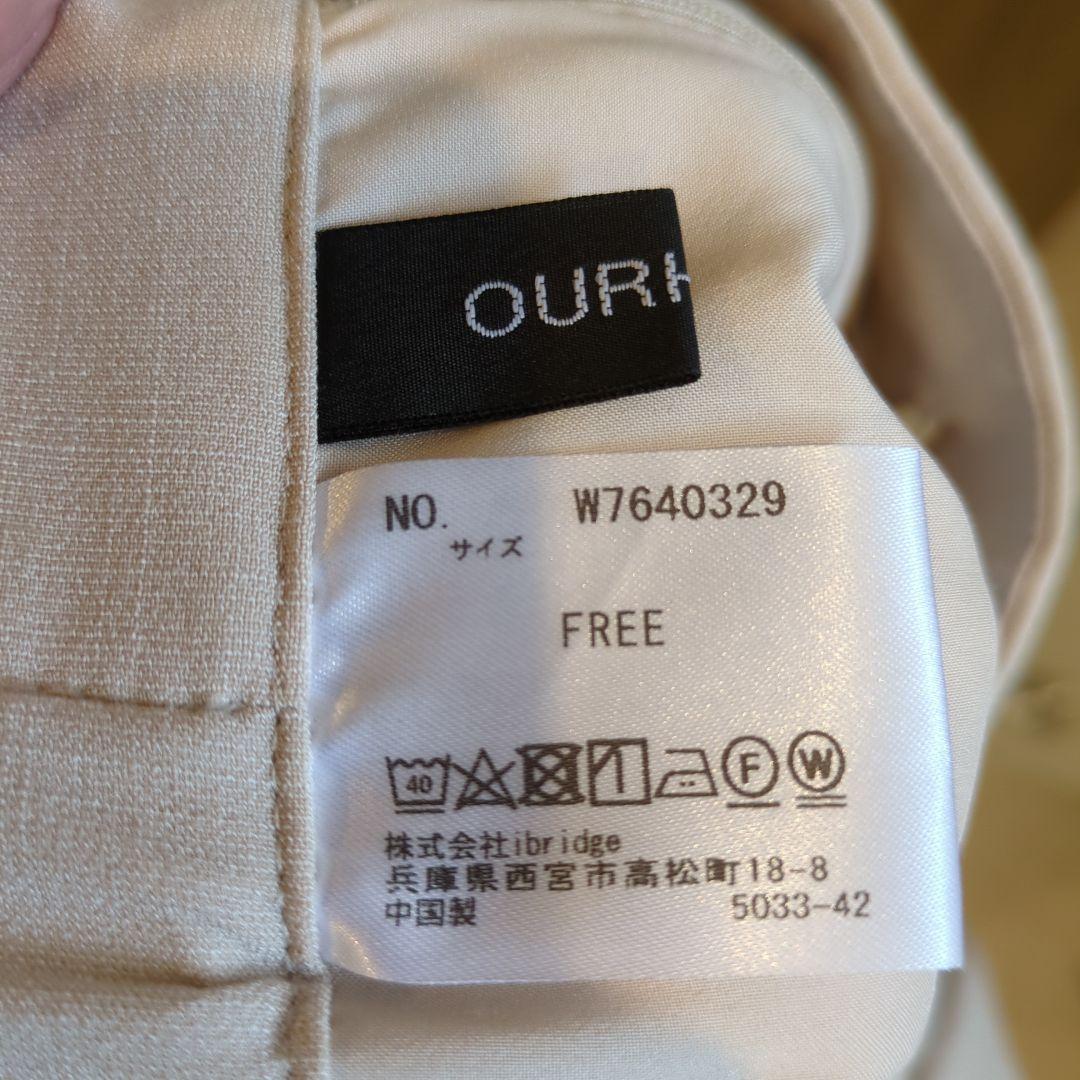 OURH
NO. W7640329
サイズ
FREE
40 F W
株式会社ibridge
兵庫県西宮市高松町18-8
中国製 5033-42